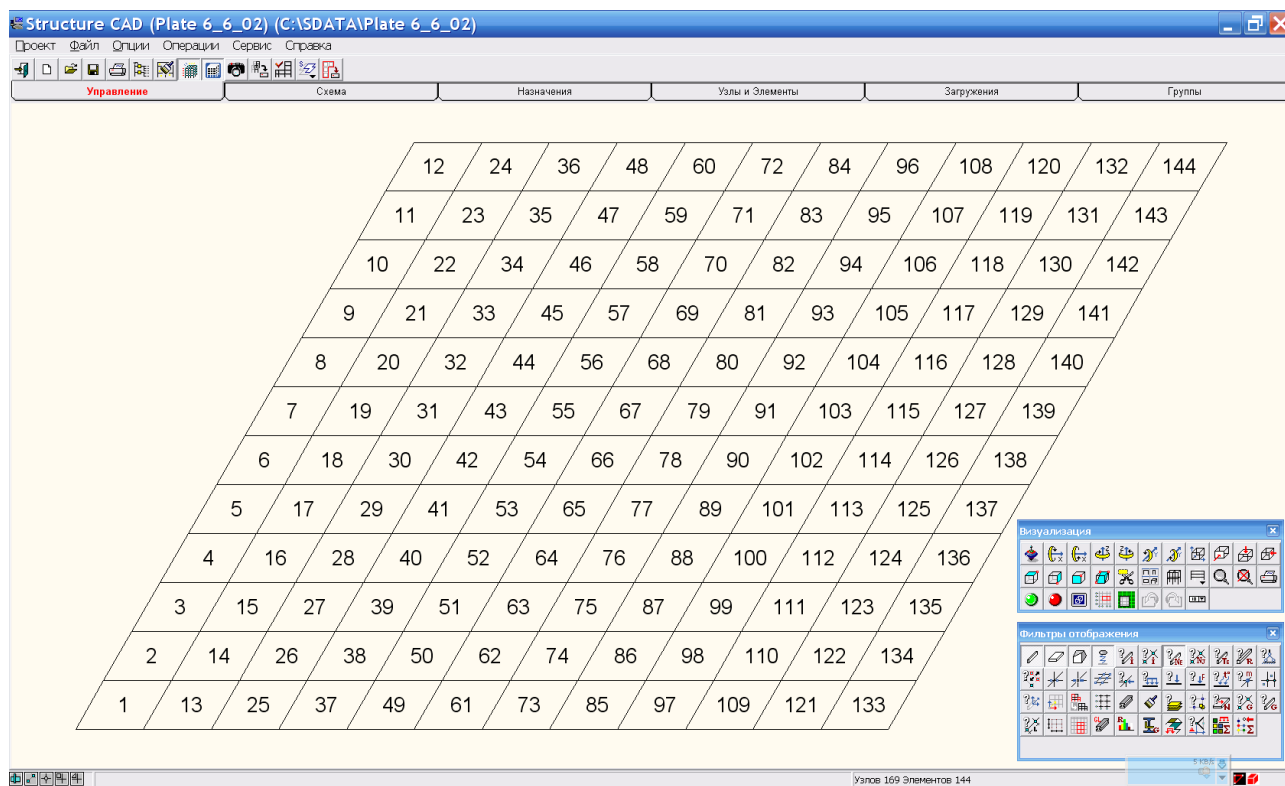 Structure CAD (Plate 6_6_02) (C:\SDATA\Plate 6_6_02)
Проект Файл Опции Операции Сервис Справка
Управление Схема Назначения Узлы и Элементы Загружения Группы
12 24 36 48 60 72 84 96 108 120 132 144
11 23 35 47 59 71 83 95 107 119 131 143
10 22 34 46 58 70 82 94 106 118 130 142
9 21 33 45 57 69 81 93 105 117 129 141
8 20 32 44 56 68 80 92 104 116 128 140
7 19 31 43 55 67 79 91 103 115 127 139
6 18 30 42 54 66 78 90 102 114 126 138
5 17 29 41 53 65 77 89 101 113 125 137
Визуализация
4 16 28 40 52 64 76 88 100 112 124 136
3 15 27 39 51 63 75 87 99 111 123 135
Фильтры отображения
2 14 26 38 50 62 74 86 98 110 122 134
1 13 25 37 49 61 73 85 97 109 121 133
Узлов 169 Элементов 144